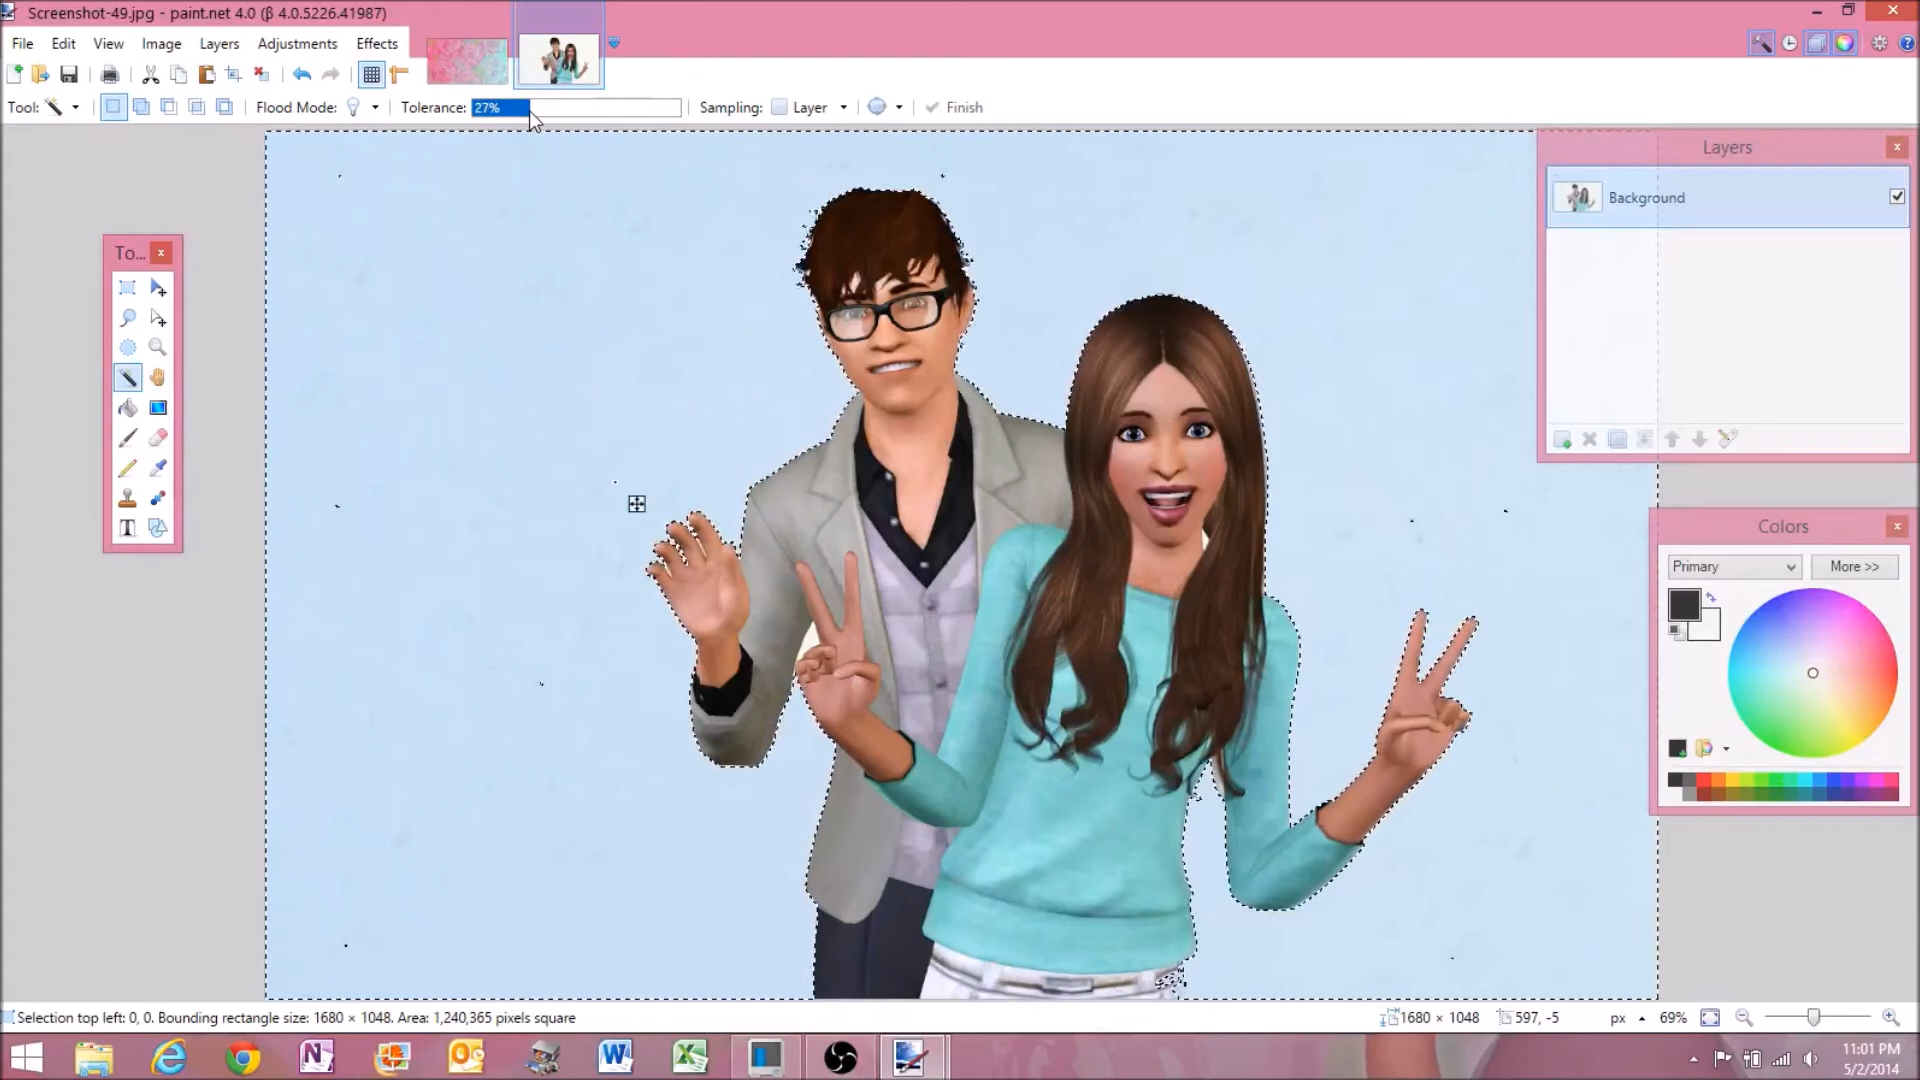 Screenshot-49.jpg - paint.net 4.0 (β 4.0.5226.41987)
File Edit View Image Layers Adjustments Effects
Tool: Flood Mode: Tolerance: 27% Sampling: Layer Finish
Layers
Background
To...
Colors
Primary More >>
T
Selection top left: 0, 0. Bounding rectangle size: 1680 × 1048. Area: 1,240,365 pixels square
1680 × 1048 597, -5 px 69%
11:01 PM
5/2/2014